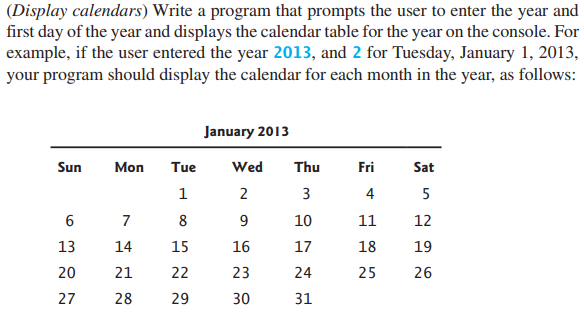 (Display calendars) Write a program that prompts the user to enter the year and
first day of the year and displays the calendar table for the year on the console. For
example, if the user entered the year 2013, and 2 for Tuesday, January 1, 2013,
your program should display the calendar for each month in the year, as follows:
January 2013
Sun Mon Tue Wed Thu Fri Sat
1 2 3 4 5
6 7 8 9 10 11 12
13 14 15 16 17 18 19
20 21 22 23 24 25 26
27 28 29 30 31